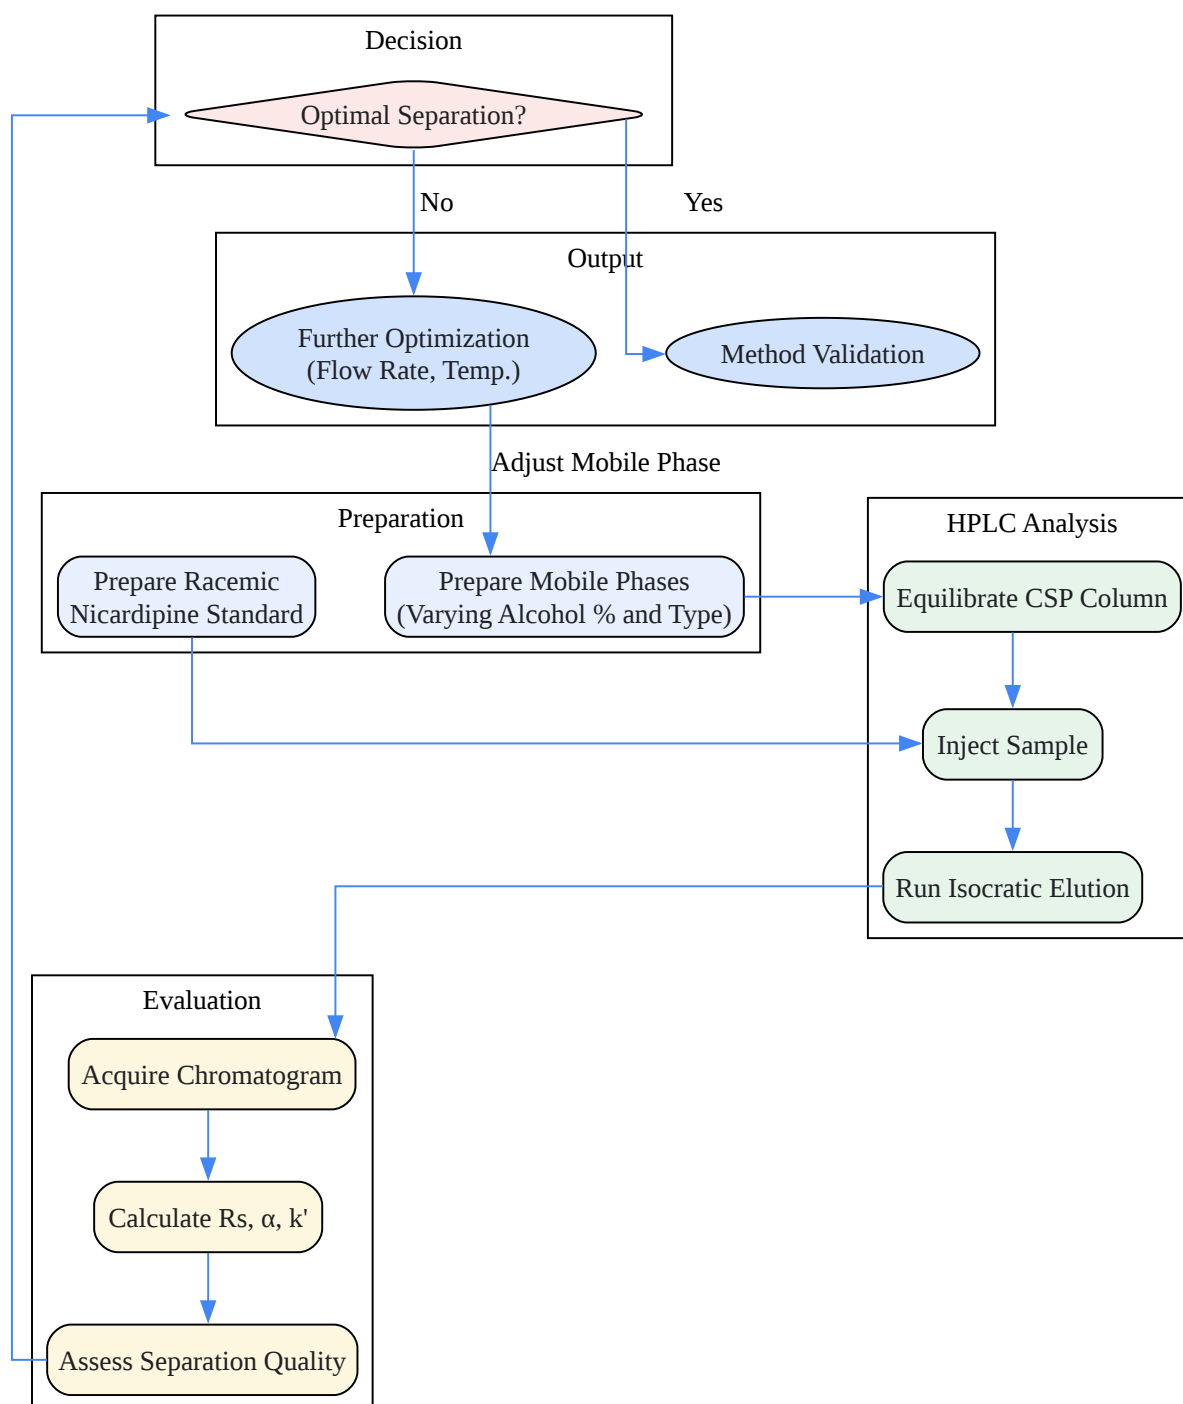 Decision
Optimal Separation?
No
Yes
Output
Further Optimization
(Flow Rate, Temp.)
Method Validation
Adjust Mobile Phase
Preparation
Prepare Racemic
Nicardipine Standard
Prepare Mobile Phases
(Varying Alcohol % and Type)
HPLC Analysis
Equilibrate CSP Column
Inject Sample
Run Isocratic Elution
Evaluation
Acquire Chromatogram
Calculate Rs, α, k'
Assess Separation Quality